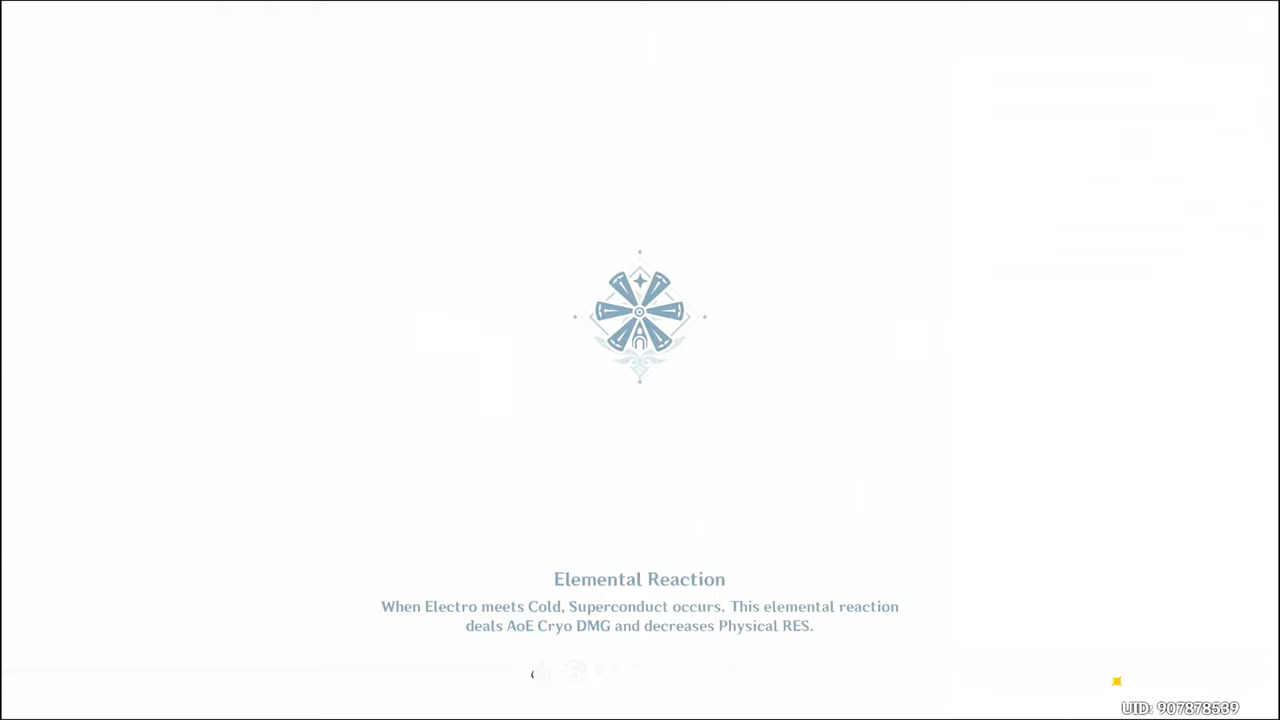 Elemental Reaction
When Electro meets Cold, Superconduct occurs. This elemental reaction
deals AoE Cryo DMG and decreases Physical RES.
UID: 907878539